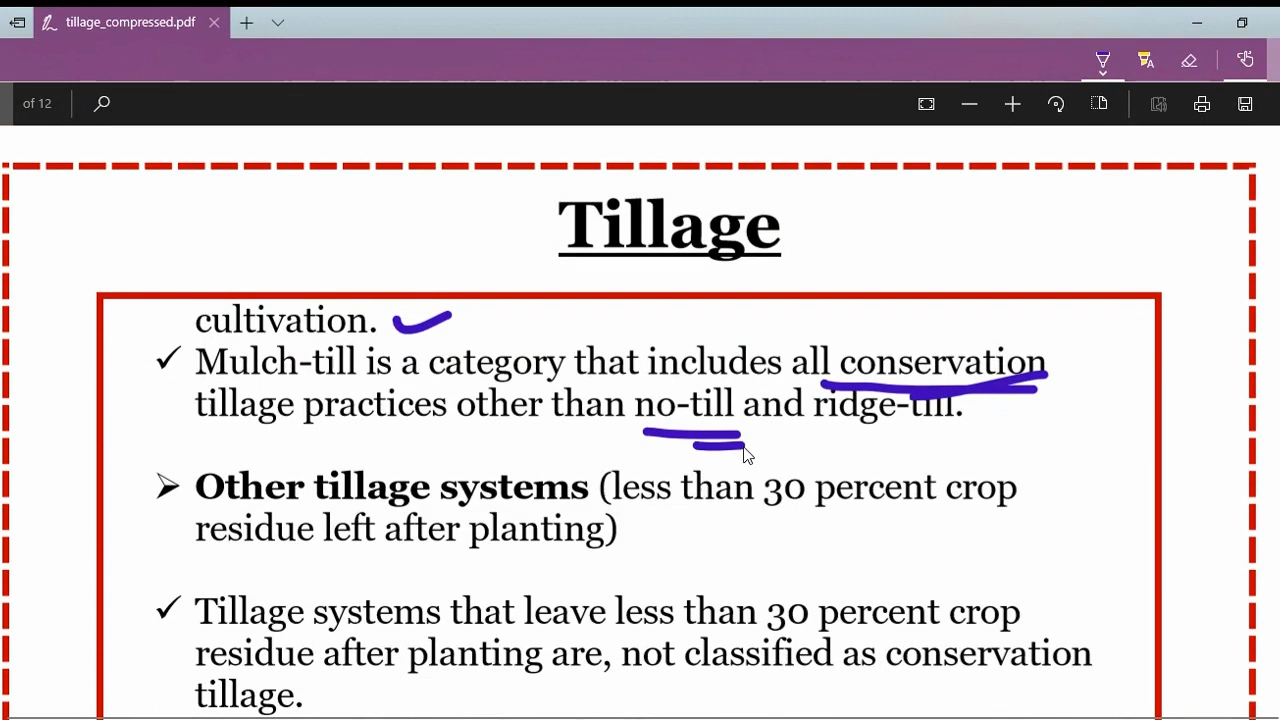 tillage_compressed.pdf
of 12
Tillage
cultivation.
Mulch-till is a category that includes all conservation
tillage practices other than no-till and ridge-till.
Other tillage systems (less than 30 percent crop
residue left after planting)
Tillage systems that leave less than 30 percent crop
residue after planting are, not classified as conservation
tillage.